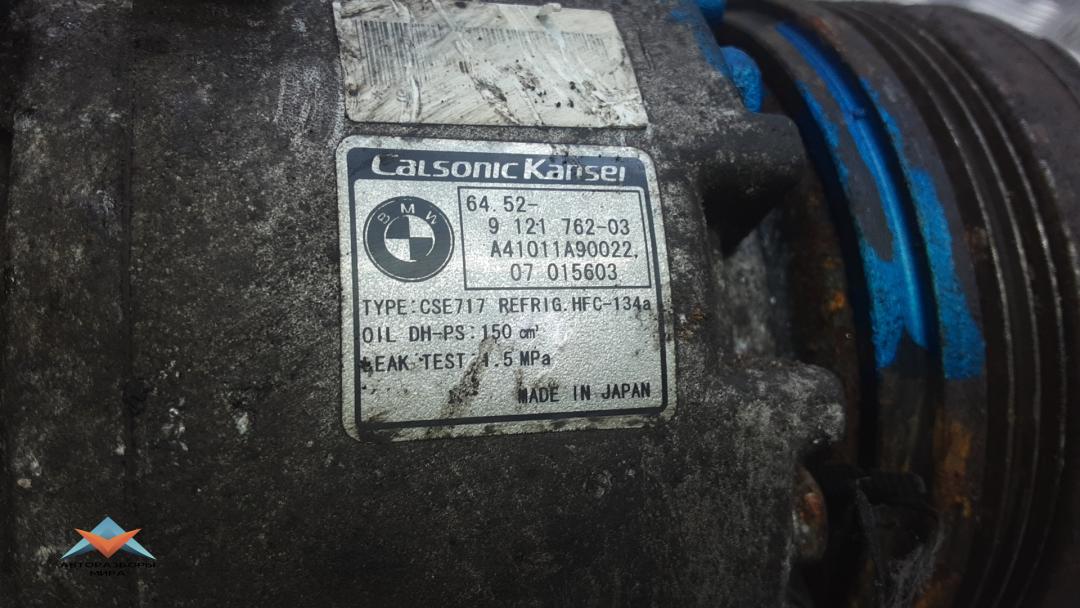 CALSONIC Kansei
BMW
64.52-
9 121 762-03
A41011A90022.
07 015603
TYPE:CSE717 REFRIG.HFC-134a
OIL DH-PS:150 cm³
LEAK TEST 1.5 MPa
MADE IN JAPAN
АВТОРАЗБОРЫ
МИРА